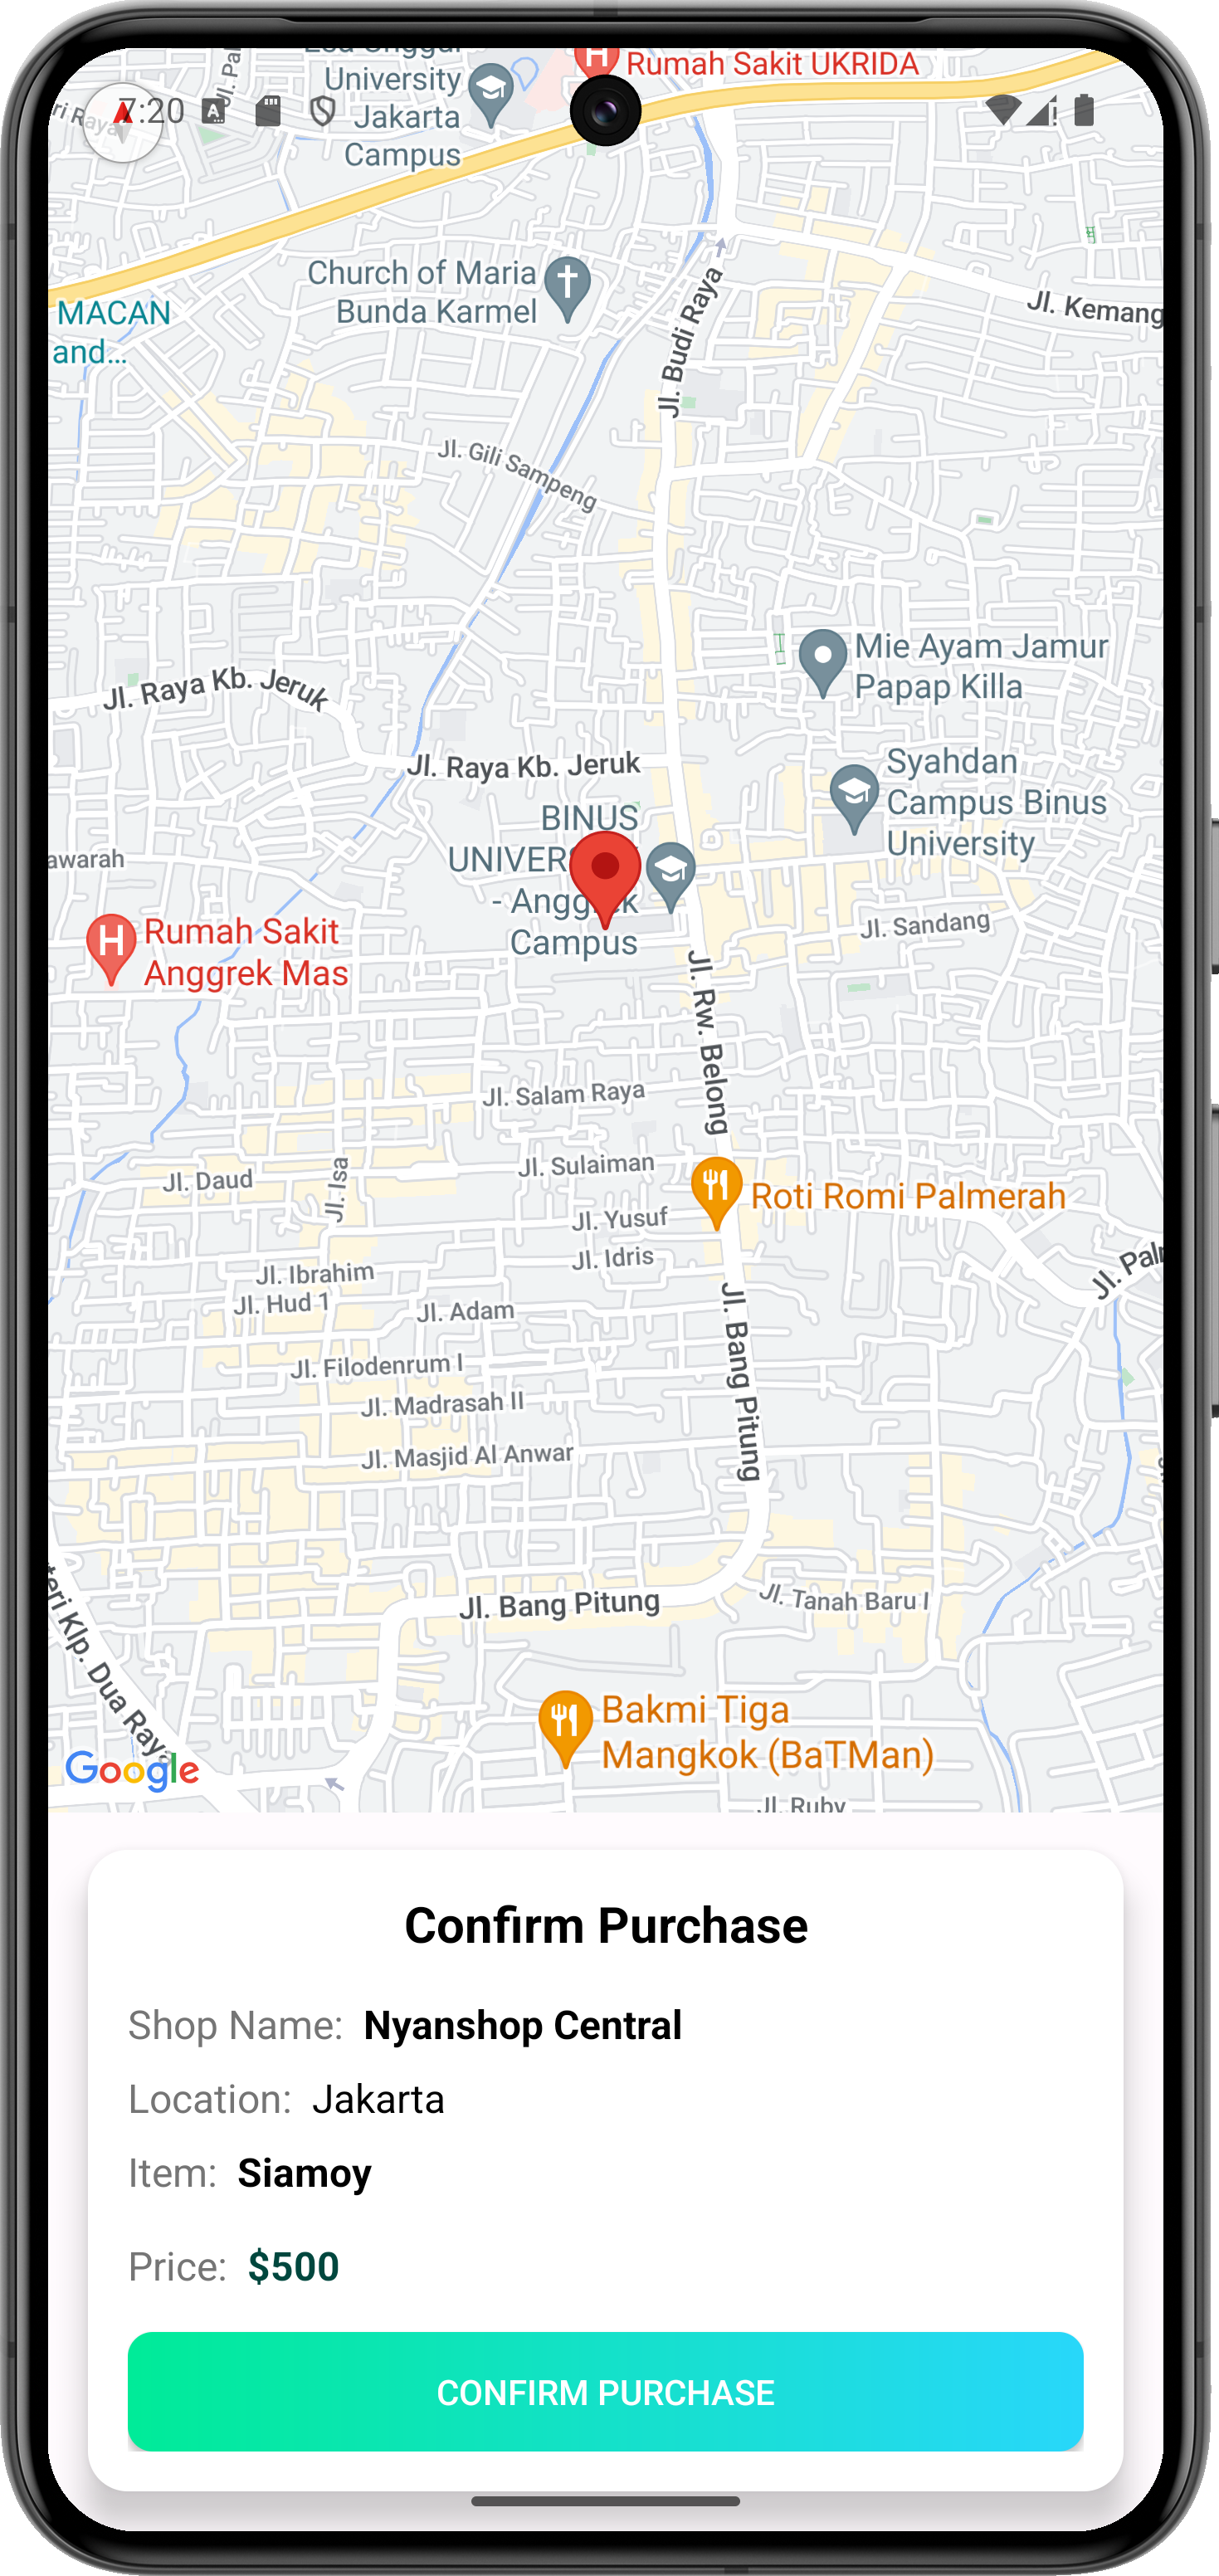 University
Jakarta
Campus
Rumah Sakit UKRIDA
7:20
Church of Maria
Bunda Karmel
MACAN
and...
Jl. Budi Raya
Jl. Kemang
Jl. Gili Sampeng
Mie Ayam Jamur
Papap Killa
Jl. Raya Kb. Jeruk
Jl. Raya Kb. Jeruk
Syahdan
Campus Binus
University
BINUS
- Anggrek
Campus
awarah
Rumah Sakit
Anggrek Mas
Jl. Sandang
Jl. Rw. Belong
Jl. Salam Raya
Jl. Sulaiman
Jl. Daud
Jl. Isa
Roti Romi Palmerah
Jl. Yusuf
Jl. Idris
Jl. Ibrahim
Jl. Hud 1
Jl. Adam
Jl. Bang Pitung
Jl. Filodenrum I
Jl. Madrasah II
Jl. Masjid Al Anwar
Jl. Bang Pitung
Jl. Tanah Baru I
teri Klp. Dua Raya
Bakmi Tiga
Mangkok (BaTMan)
Google
Jl. Ruby
Confirm Purchase
Shop Name: Nyanshop Central
Location: Jakarta
Item: Siamoy
Price: $500
CONFIRM PURCHASE